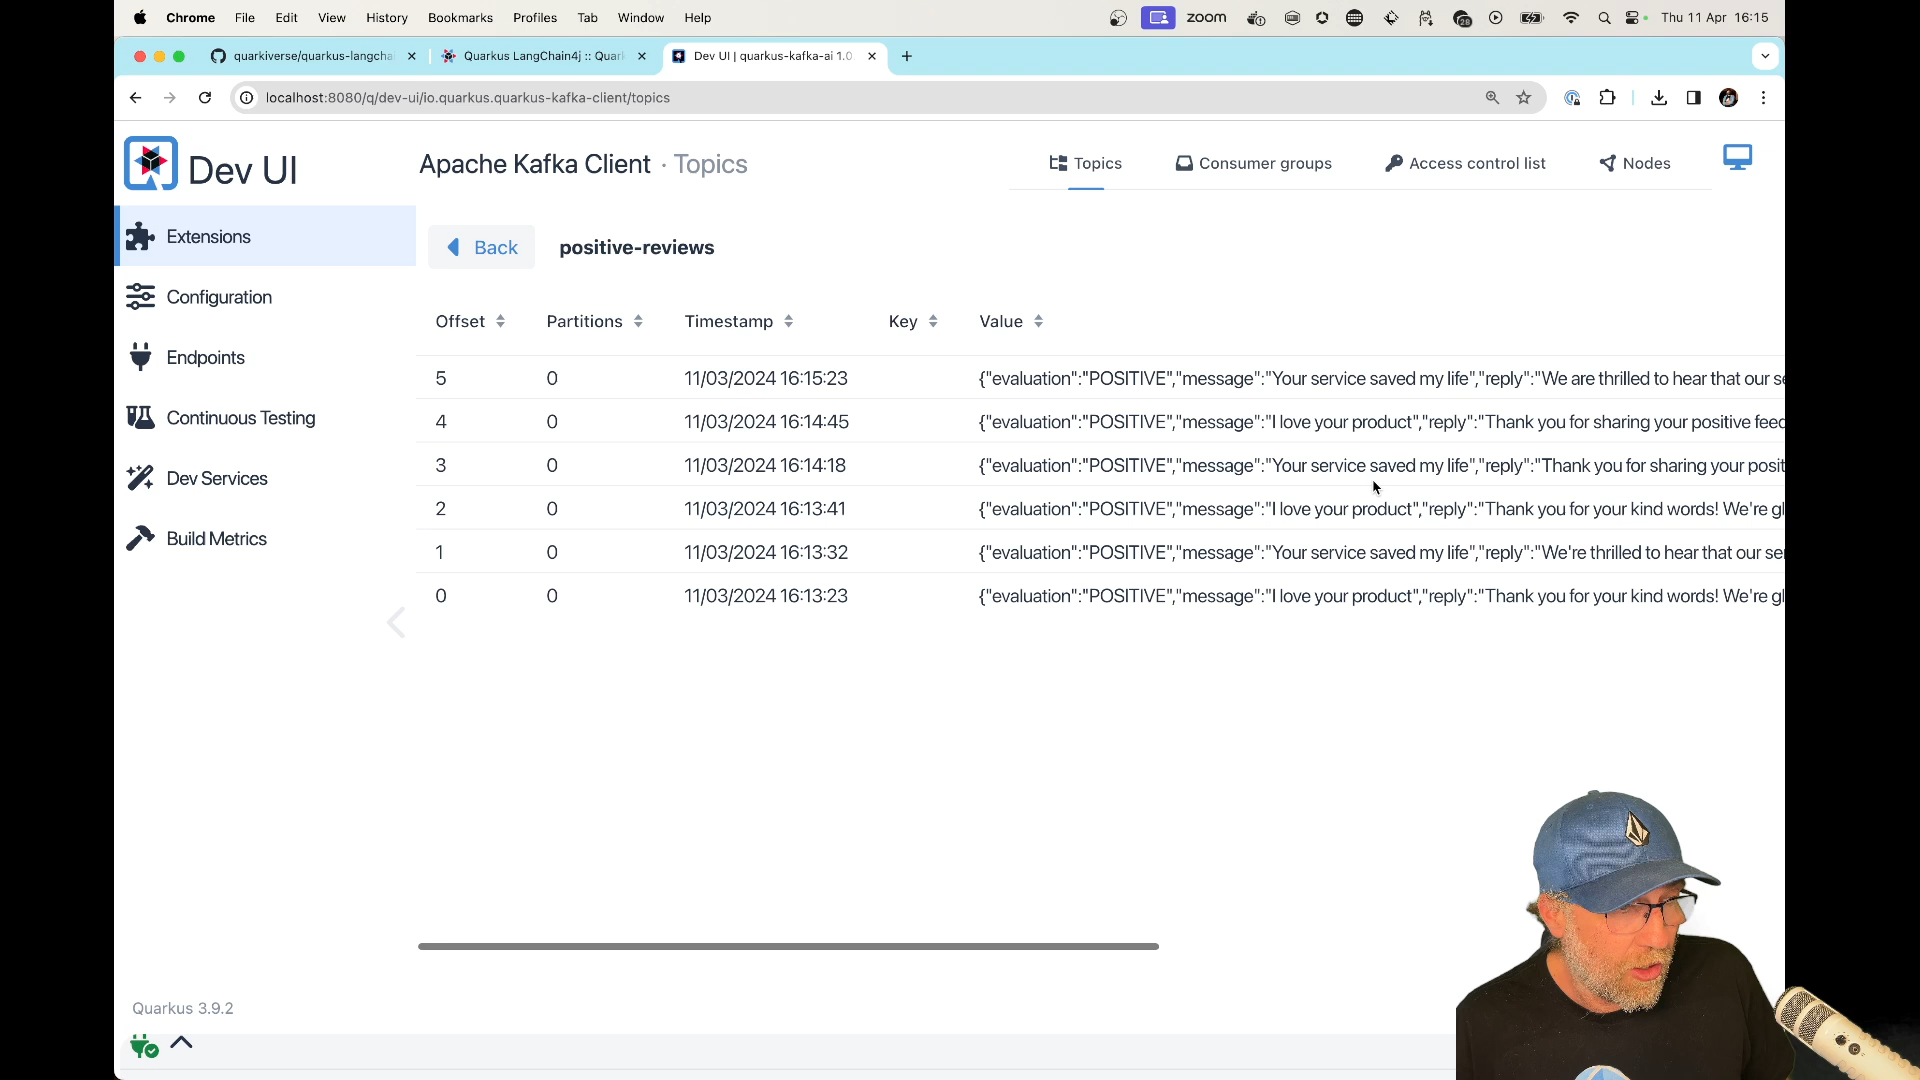 Chrome File Edit View History Bookmarks Profiles Tab Window Help zoom 28 Thu 11 Apr 16:15
quarkiverse/quarkus-langcha Quarkus LangChain4j :: Quark Dev UI | quarkus-kafka-ai 1.0
localhost:8080/q/dev-ui/io.quarkus.quarkus-kafka-client/topics
Dev UI Apache Kafka Client · Topics Topics Consumer groups Access control list Nodes
Extensions
Configuration
Endpoints
Continuous Testing
Dev Services
Build Metrics
Back positive-reviews
Offset Partitions Timestamp Key Value
5 0 11/03/2024 16:15:23 {"evaluation":"POSITIVE","message":"Your service saved my life","reply":"We are thrilled to hear that our se
4 0 11/03/2024 16:14:45 {"evaluation":"POSITIVE","message":"I love your product","reply":"Thank you for sharing your positive feed
3 0 11/03/2024 16:14:18 {"evaluation":"POSITIVE","message":"Your service saved my life","reply":"Thank you for sharing your posit
2 0 11/03/2024 16:13:41 {"evaluation":"POSITIVE","message":"I love your product","reply":"Thank you for your kind words! We're gl
1 0 11/03/2024 16:13:32 {"evaluation":"POSITIVE","message":"Your service saved my life","reply":"We're thrilled to hear that our se
0 0 11/03/2024 16:13:23 {"evaluation":"POSITIVE","message":"I love your product","reply":"Thank you for your kind words! We're gl
Quarkus 3.9.2